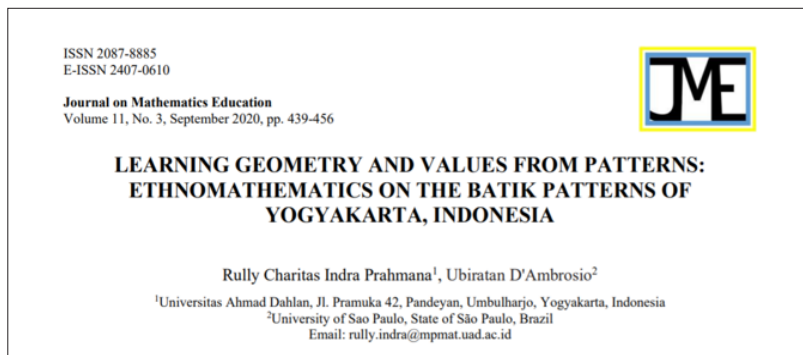 ISSN 2087-8885
E-ISSN 2407-0610
JME
Journal on Mathematics Education
Volume 11, No. 3, September 2020, pp. 439-456
LEARNING GEOMETRY AND VALUES FROM PATTERNS:
ETHNOMATHEMATICS ON THE BATIK PATTERNS OF
YOGYAKARTA, INDONESIA
Rully Charitas Indra Prahmana¹, Ubiratan D'Ambrosio²
¹Universitas Ahmad Dahlan, Jl. Pramuka 42, Pandeyan, Umbulharjo, Yogyakarta, Indonesia
²University of Sao Paulo, State of São Paulo, Brazil
Email: rully.indra@mpmat.uad.ac.id